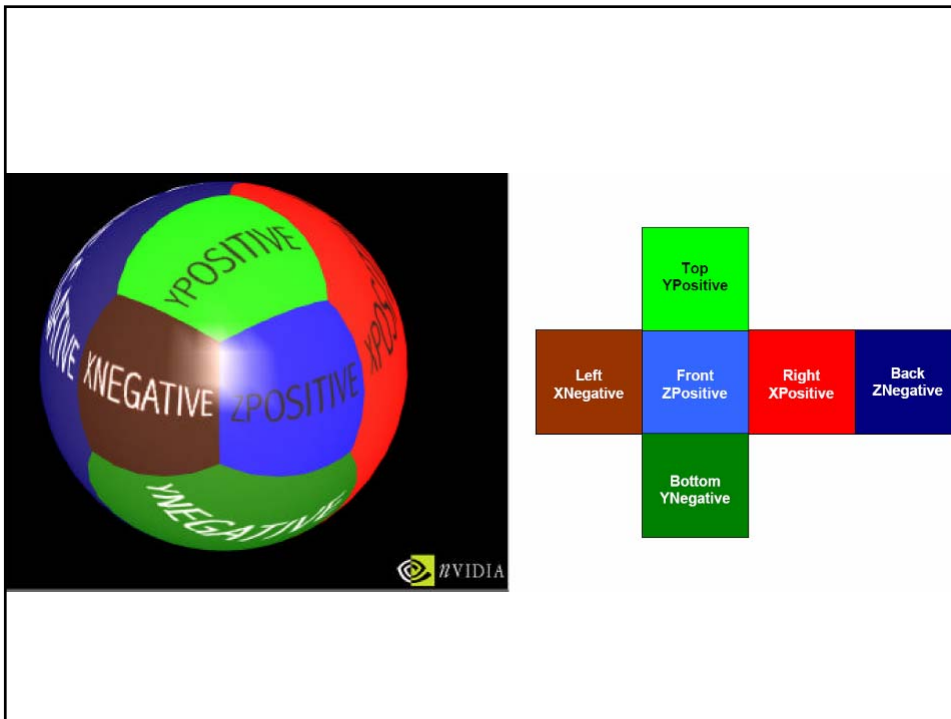 YPOSITIVE
XNEGATIVE
ZPOSITIVE
YNEGATIVE
nVIDIA
Top
YPositive
Left
XNegative
Front
ZPositive
Right
XPositive
Back
ZNegative
Bottom
YNegative